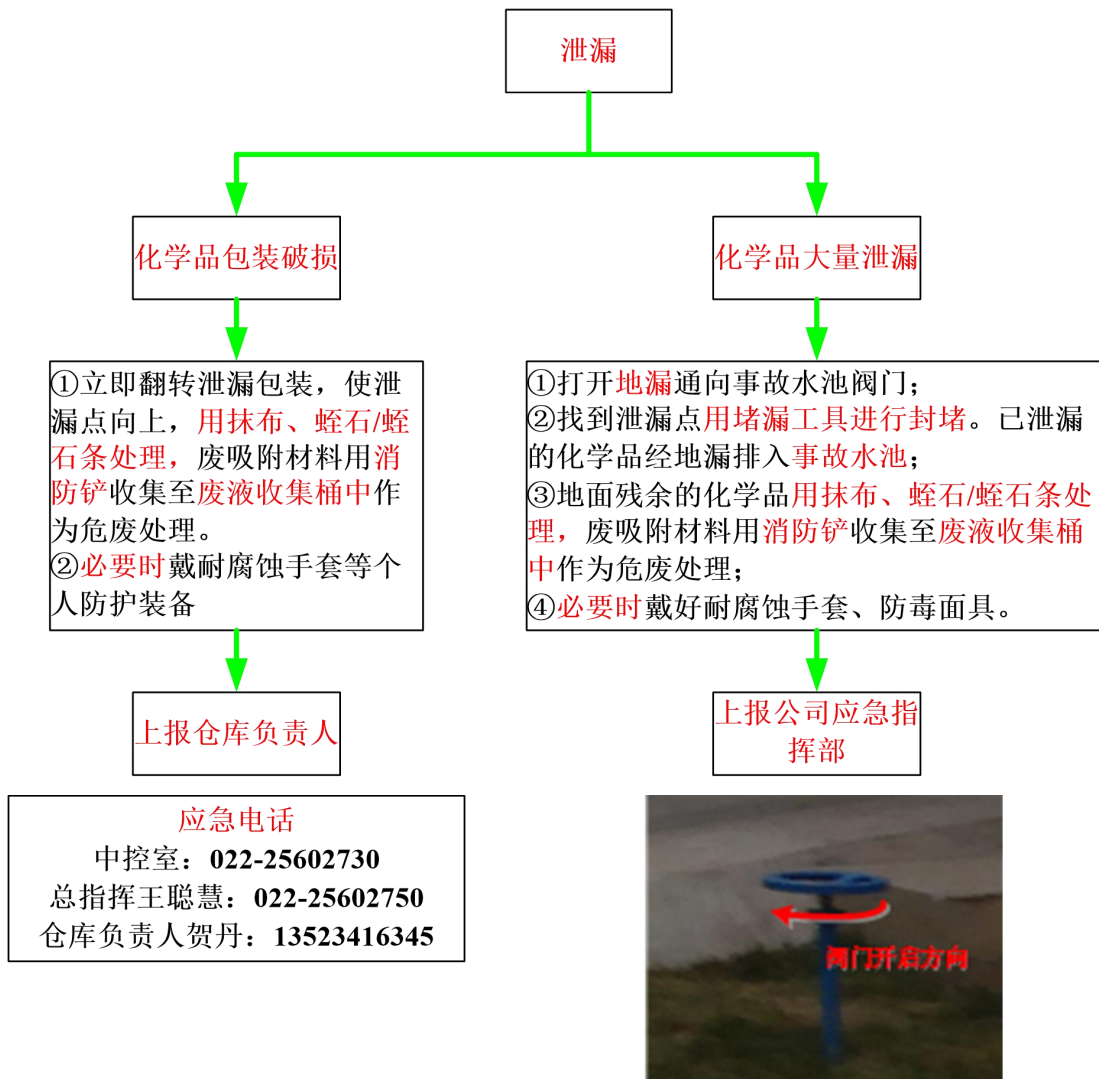 泄漏
化学品包装破损
化学品大量泄漏
①立即翻转泄漏包装，使泄
漏点向上，用抹布、蛭石/蛭
石条处理，废吸附材料用消
防铲收集至废液收集桶中作
为危废处理。
②必要时戴耐腐蚀手套等个
人防护装备
①打开地漏通向事故水池阀门；
②找到泄漏点用堵漏工具进行封堵。已泄漏
的化学品经地漏排入事故水池；
③地面残余的化学品用抹布、蛭石/蛭石条处
理，废吸附材料用消防铲收集至废液收集桶
中作为危废处理；
④必要时戴好耐腐蚀手套、防毒面具。
上报仓库负责人
上报公司应急指
挥部
应急电话
中控室：022-25602730
总指挥王聪慧：022-25602750
仓库负责人贺丹：13523416345
阀门开启方向